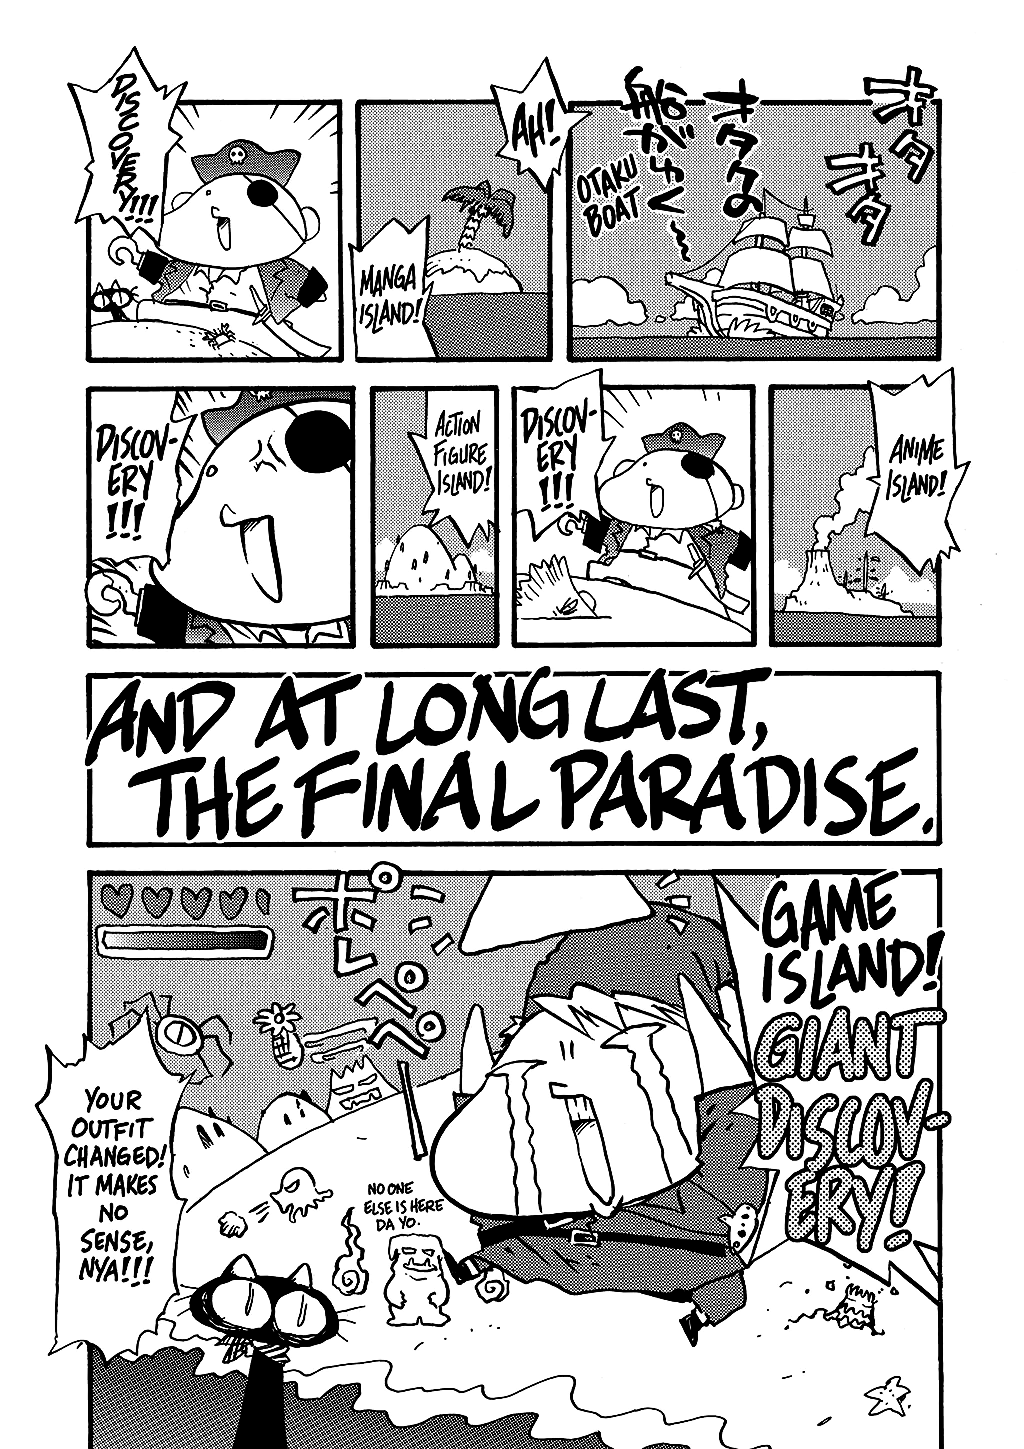 オタ
オタ
オタクの
船がゆく〜
OTAKU
BOAT
AH!
MANGA
ISLAND!
DISCOVERY!!!
ANIME
ISLAND!
DISCOV-
ERY
!!!
ACTION
FIGURE
ISLAND!
DISCOV-
ERY
!!!
AND AT LONG LAST,
THE FINAL PARADISE.
GAME
ISLAND!
GIANT
DISCOV-
ERY!
ポ
ペペー
NO ONE
ELSE IS HERE
DA YO.
YOUR
OUTFIT
CHANGED!
IT MAKES
NO
SENSE,
NYA!!!